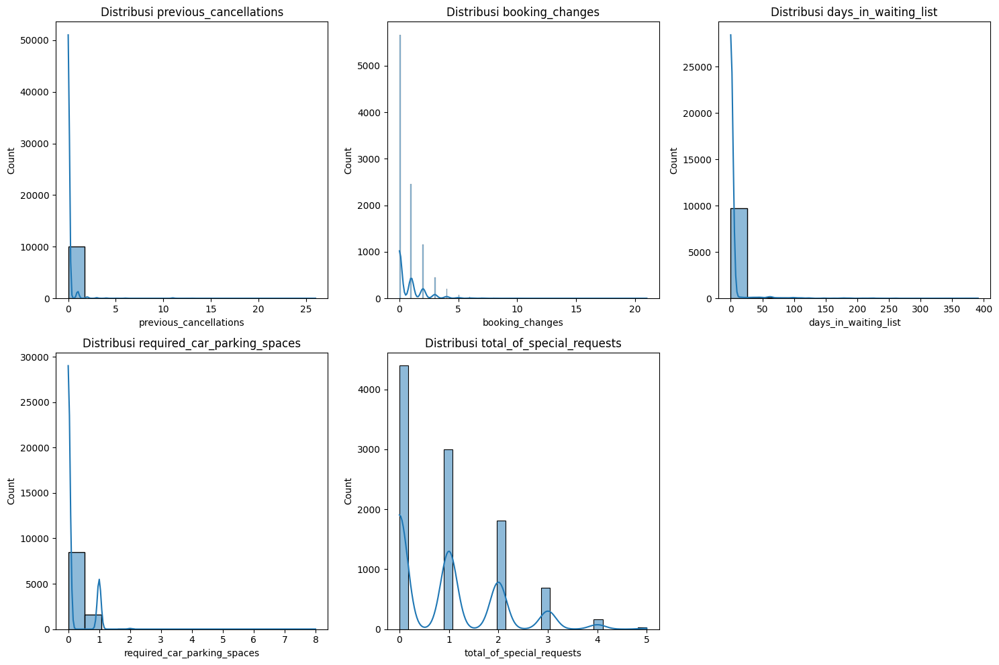 Distribusi previous_cancellations
Count
50000
40000
30000
20000
10000
0
0 5 10 15 20 25
previous_cancellations
Distribusi booking_changes
Count
5000
4000
3000
2000
1000
0
0 5 10 15 20
booking_changes
Distribusi days_in_waiting_list
Count
25000
20000
15000
10000
5000
0
0 50 100 150 200 250 300 350 400
days_in_waiting_list
Distribusi required_car_parking_spaces
Count
30000
25000
20000
15000
10000
5000
0
0 1 2 3 4 5 6 7 8
required_car_parking_spaces
Distribusi total_of_special_requests
Count
4000
3000
2000
1000
0
0 1 2 3 4 5
total_of_special_requests